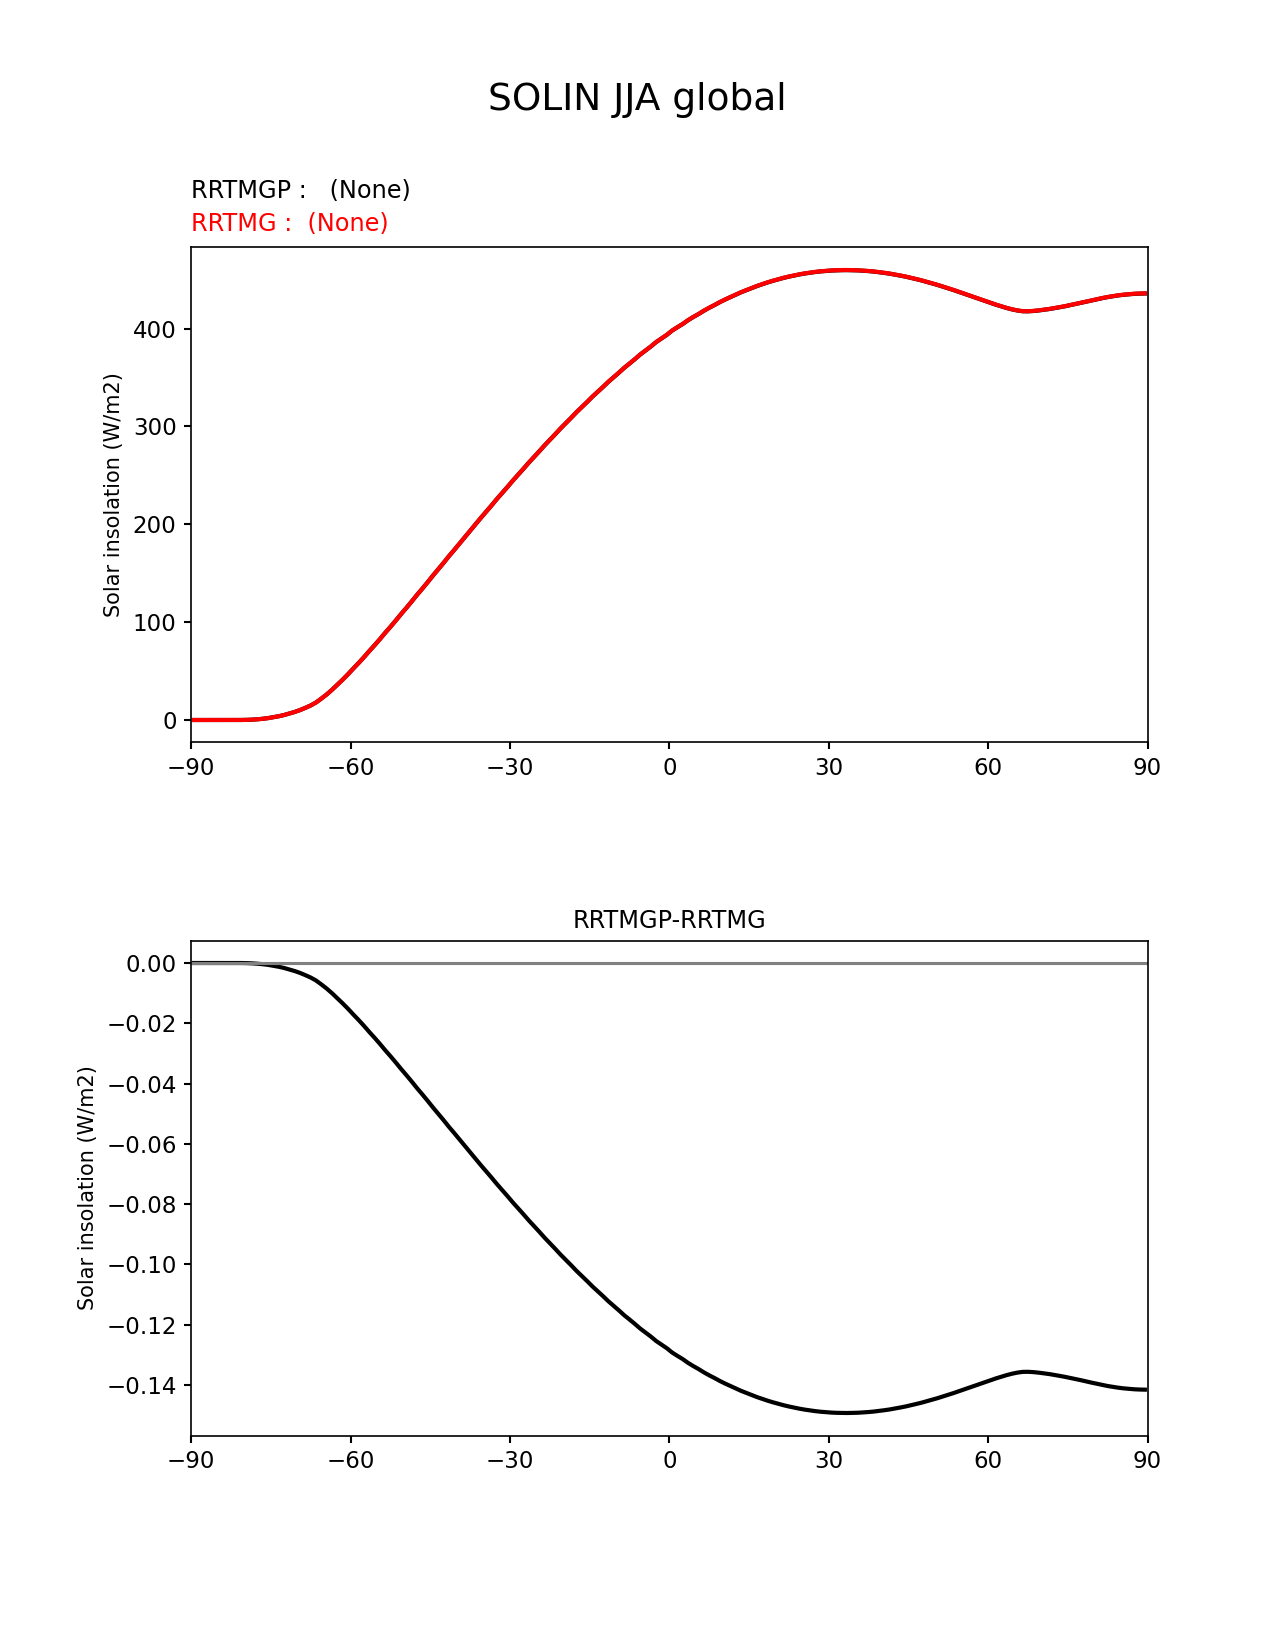 SOLIN JJA global
RRTMGP :   (None)
RRTMG :  (None)
Solar insolation (W/m2)
400
300
200
100
0
−90 −60 −30 0 30 60 90
RRTMGP-RRTMG
Solar insolation (W/m2)
0.00
−0.02
−0.04
−0.06
−0.08
−0.10
−0.12
−0.14
−90 −60 −30 0 30 60 90